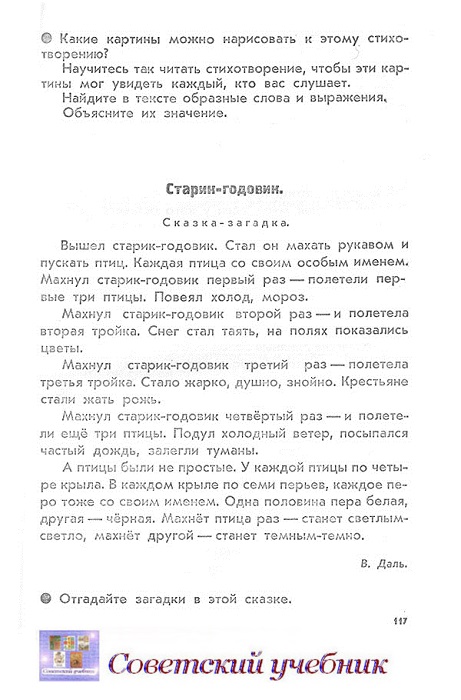 Какие картины можно нарисовать к этому стихо-
творению?
Научитесь так читать стихотворение, чтобы эти кар-
тины мог увидеть каждый, кто вас слушает.
Найдите в тексте образные слова и выражения.
Объясните их значение.
Старик-годовик.
Сказка-загадка.
Вышел старик-годовик. Стал он махать рукавом и
пускать птиц. Каждая птица со своим особым именем.
Махнул старик-годовик первый раз — полетели пер-
вые три птицы. Повеял холод, мороз.
Махнул старик-годовик второй раз — и полетела
вторая тройка. Снег стал таять, на полях показались
цветы.
Махнул старик-годовик третий раз — полетела
третья тройка. Стало жарко, душно, знойно. Крестьяне
стали жать рожь.
Махнул старик-годовик четвёртый раз — и полете-
ли ещё три птицы. Подул холодный ветер, посыпался
частый дождь, залегли туманы.
А птицы были не простые. У каждой птицы по четы-
ре крыла. В каждом крыле по семи перьев, каждое пе-
ро тоже со своим именем. Одна половина пера белая,
другая — чёрная. Махнёт птица раз — станет светлым-
светло, махнёт другой — станет темным-темно.
В. Даль.
Отгадайте загадки в этой сказке.
117
Советский учебник